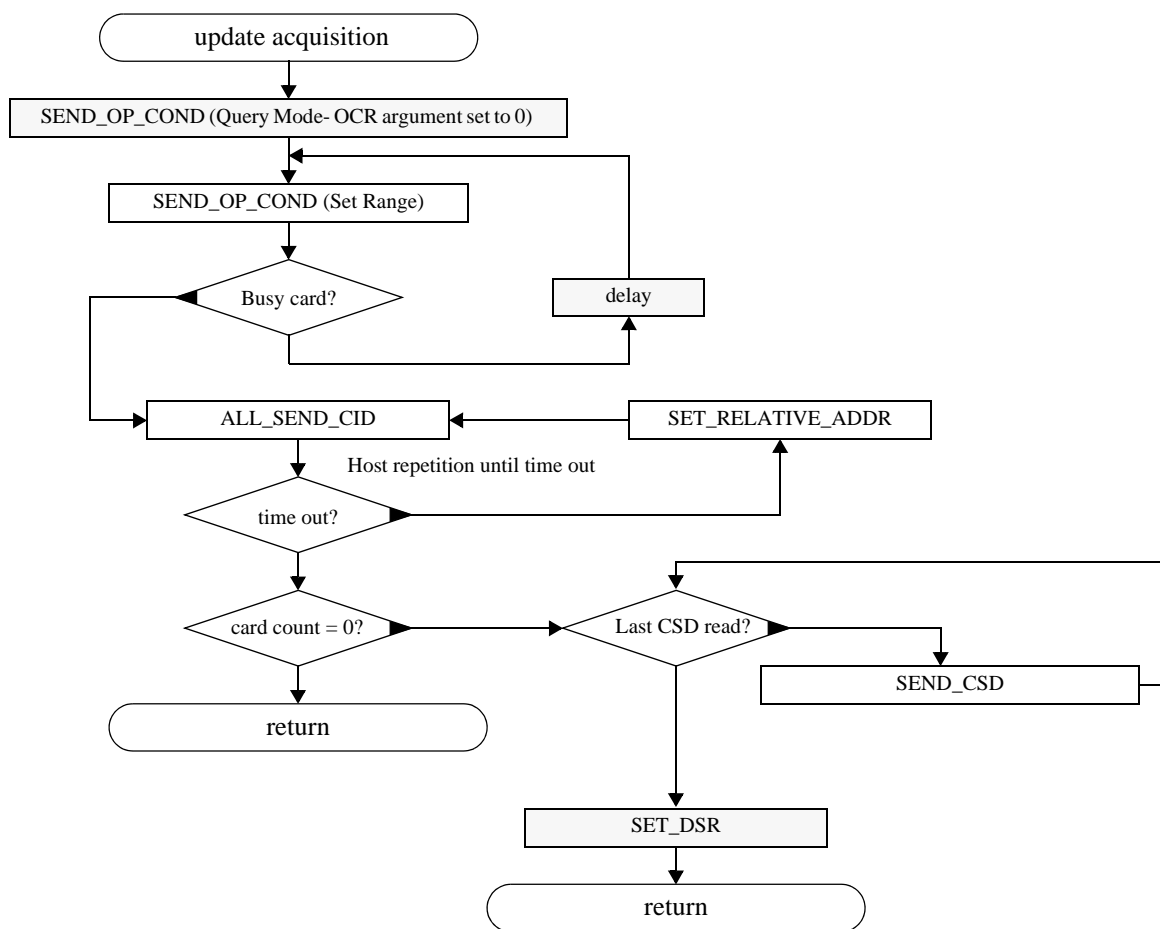 update acquisition
SEND_OP_COND (Query Mode- OCR argument set to 0)
SEND_OP_COND (Set Range)
Busy card?
delay
ALL_SEND_CID
SET_RELATIVE_ADDR
Host repetition until time out
time out?
card count = 0?
Last CSD read?
SEND_CSD
return
SET_DSR
return